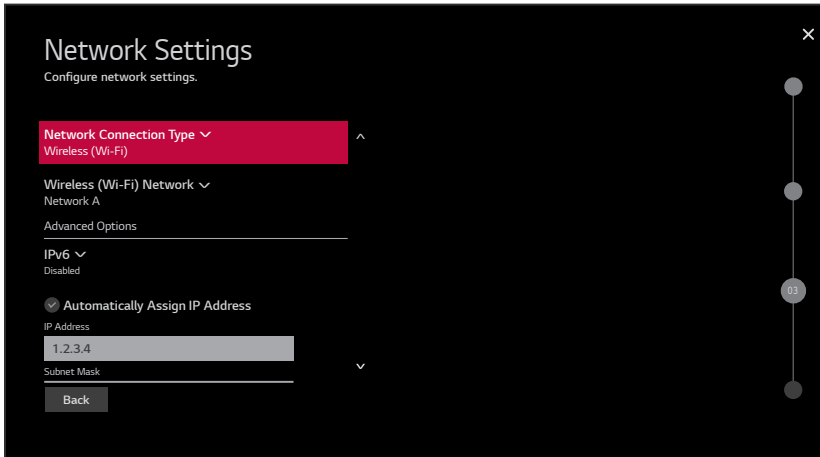 Network Settings
Configure network settings.
Network Connection Type
Wireless (Wi-Fi)
Wireless (Wi-Fi) Network
Network A
Advanced Options
IPv6
Disabled
Automatically Assign IP Address
IP Address
1.2.3.4
Subnet Mask
Back
03